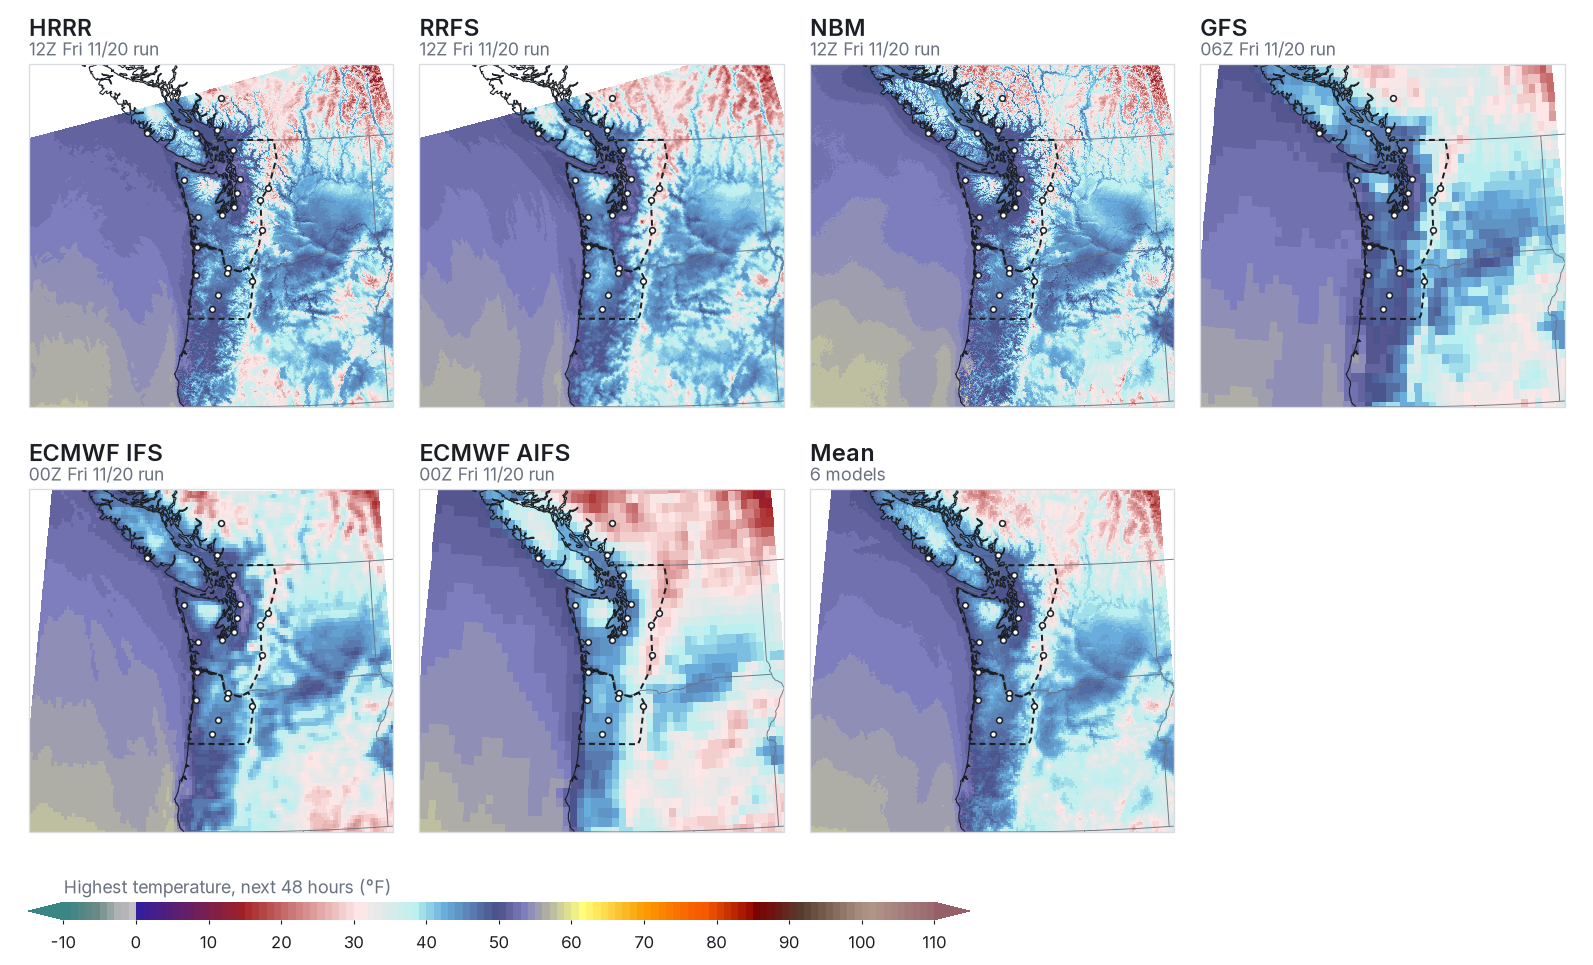 HRRR
12Z Fri 11/20 run
RRFS
12Z Fri 11/20 run
NBM
12Z Fri 11/20 run
GFS
06Z Fri 11/20 run
ECMWF IFS
00Z Fri 11/20 run
ECMWF AIFS
00Z Fri 11/20 run
Mean
6 models
Highest temperature, next 48 hours (°F)
-10 0 10 20 30 40 50 60 70 80 90 100 110